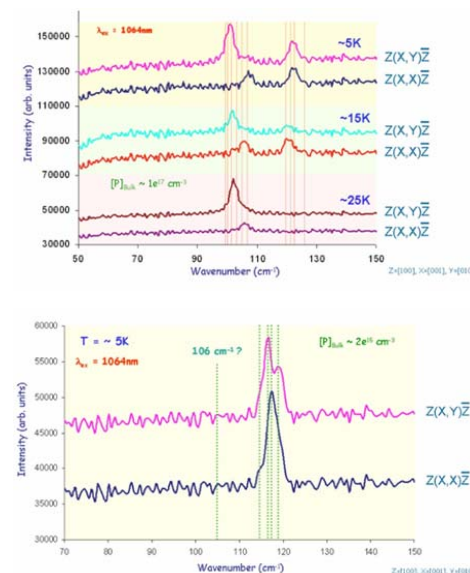 λex = 1064nm
~5K
Z(X,Y)Z̅
Z(X,X)Z̅
~15K
Z(X,Y)Z̅
Z(X,X)Z̅
[P]Bulk ~ 1e17 cm-3
~25K
Z(X,Y)Z̅
Z(X,X)Z̅
Intensity (arb. units)
150000
130000
110000
90000
70000
50000
30000
50 70 90 110 130 150
Wavenumber (cm-1)
T = ~ 5K
λex = 1064nm
106 cm-1 ?
[P]Bulk ~ 2e15 cm-3
Z(X,Y)Z̅
Z(X,X)Z̅
Intensity (arb. units)
60000
55000
50000
45000
40000
35000
30000
70 80 90 100 110 120 130 140 150
Wavenumber (cm-1)